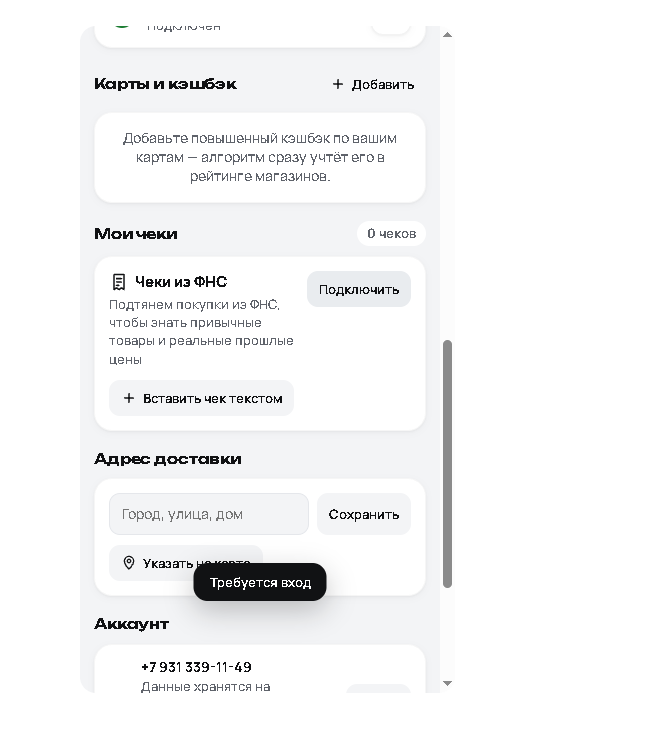 Подключен
Карты и кэшбэк
+ Добавить
Добавьте повышенный кэшбэк по вашим
картам — алгоритм сразу учтёт его в
рейтинге магазинов.
Мои чеки
0 чеков
Чеки из ФНС
Подключить
Подтянем покупки из ФНС,
чтобы знать привычные
товары и реальные прошлые
цены
+ Вставить чек текстом
Адрес доставки
Город, улица, дом
Сохранить
Указать на карте
Требуется вход
Аккаунт
+7 931 339-11-49
Данные хранятся на